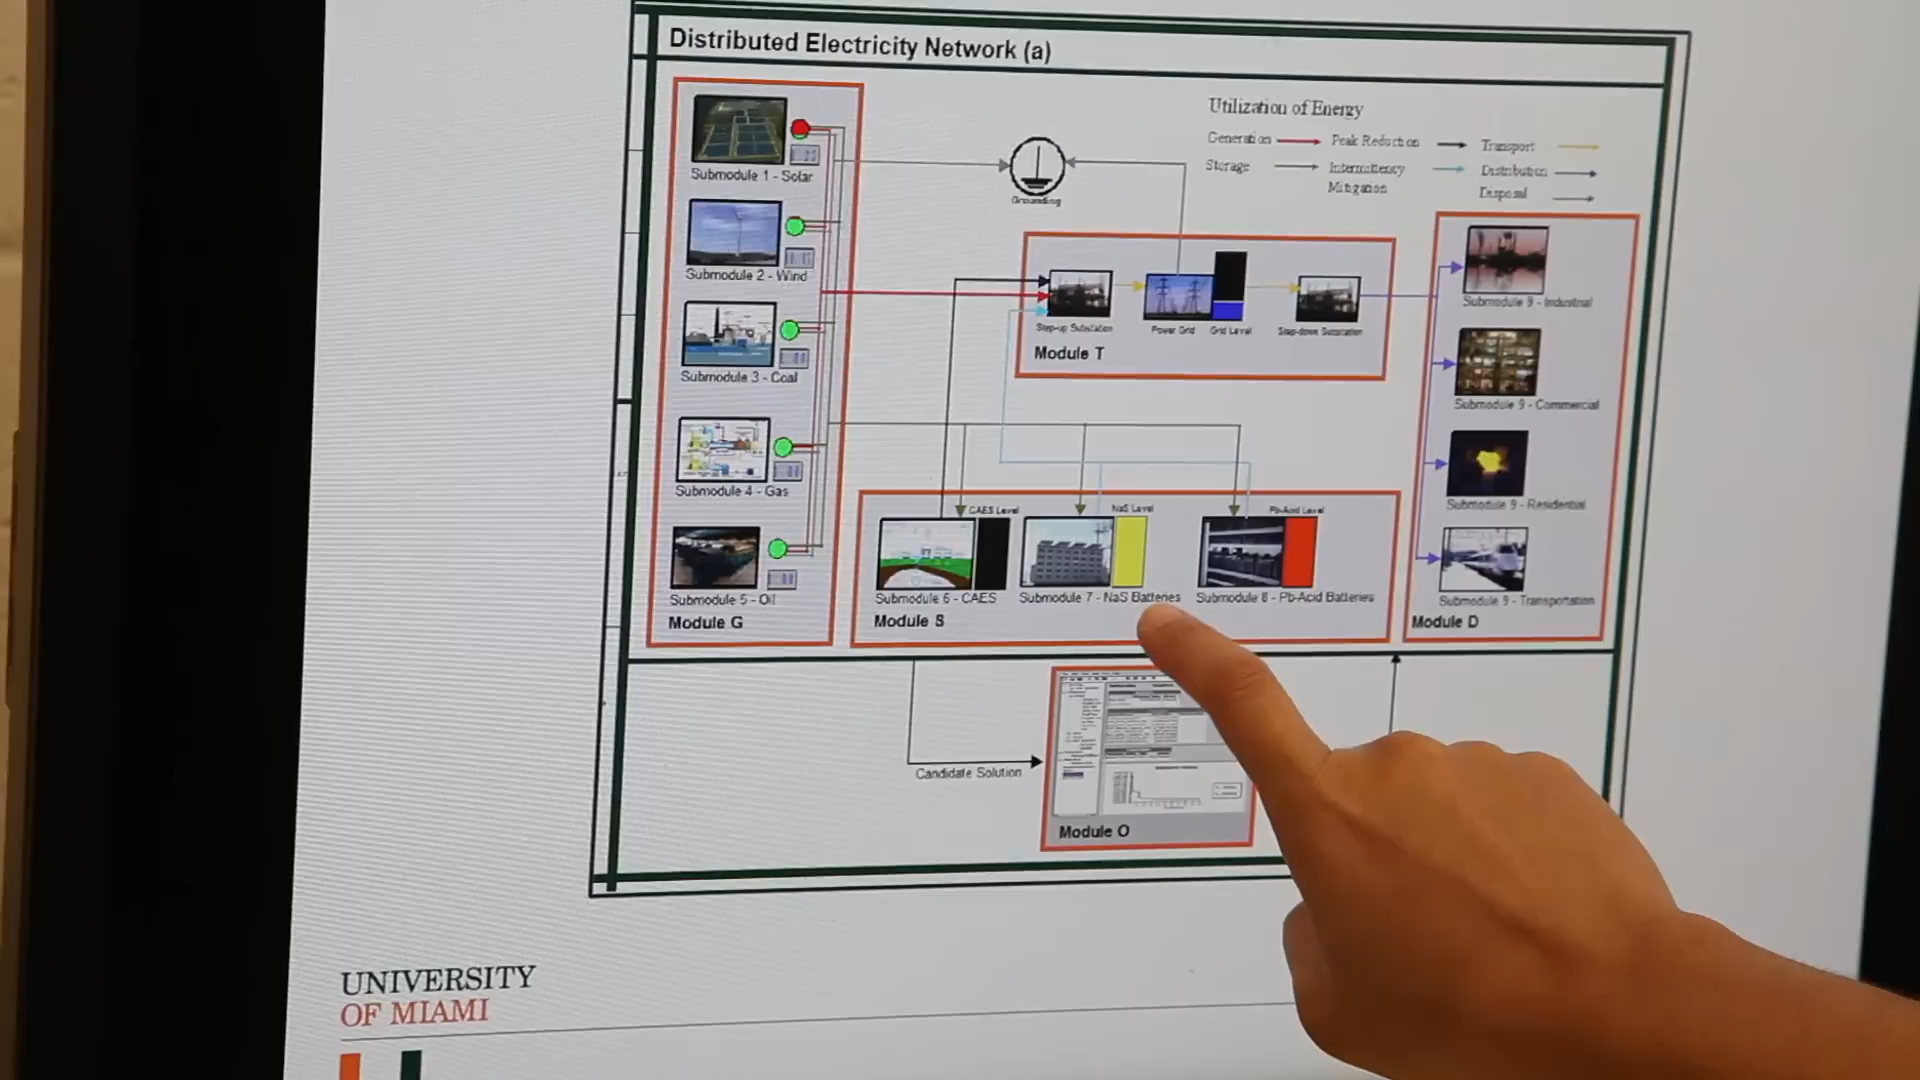 Distributed Electricity Network (a)
Utilization of Energy
Generation
Peak Reduction
Transport
Storage
Intermittency
Mitigation
Distribution
Disposal
Submodule 1 - Solar
Submodule 2 - Wind
Submodule 3 - Coal
Submodule 4 - Gas
Submodule 5 - Oil
Module G
Grounding
Step-up Substation
Power Grid
Grid Level
Step-down Substation
Module T
CAES Level
NaS Level
Pb-Acid Level
Submodule 6 - CAES
Submodule 7 - NaS Batteries
Submodule 8 - Pb-Acid Batteries
Module S
Submodule 9 - Industrial
Submodule 9 - Commercial
Submodule 9 - Residential
Submodule 9 - Transportation
Module D
Candidate Solution
Module O
UNIVERSITY
OF MIAMI